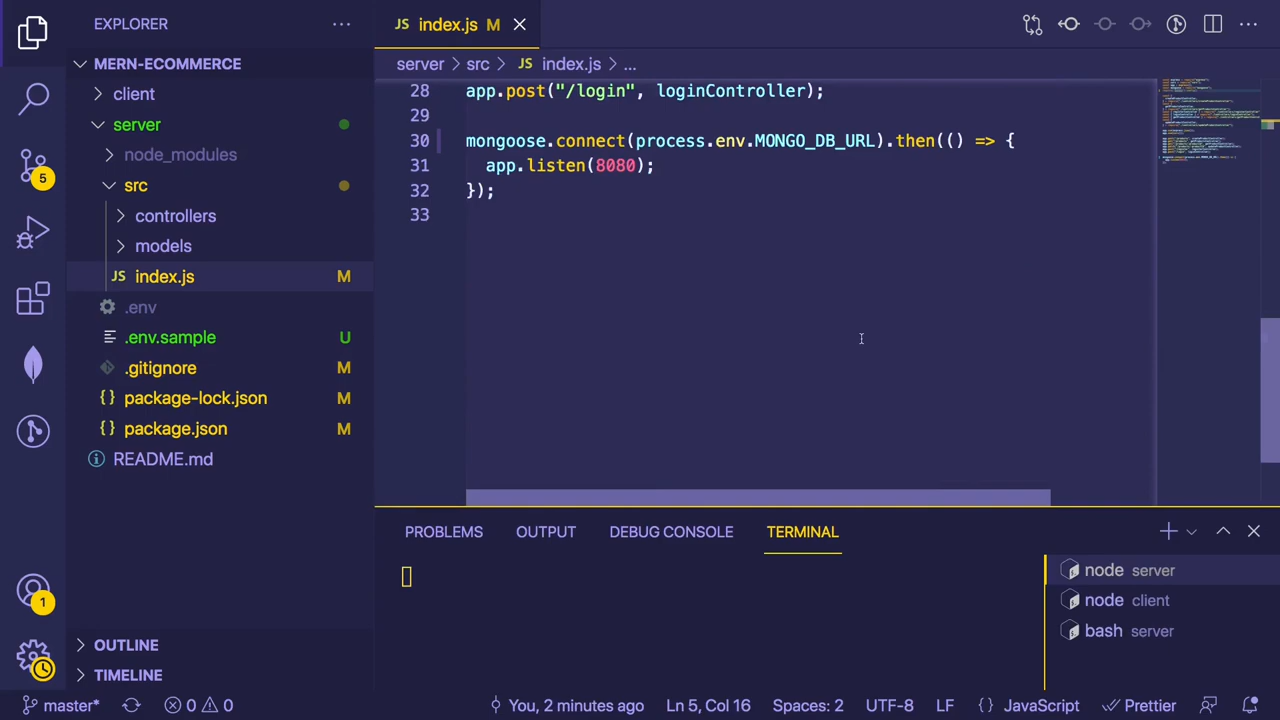 EXPLORER
MERN-ECOMMERCE
client
server
node_modules
src
controllers
models
JS index.js M
.env
.env.sample U
.gitignore M
{} package-lock.json M
{} package.json M
README.md
OUTLINE
TIMELINE
5
1
JS index.js M
server > src > JS index.js > ...
28 app.post("/login", loginController);
29
30 mongoose.connect(process.env.MONGO_DB_URL).then(() => {
31 app.listen(8080);
32 });
33
PROBLEMS OUTPUT DEBUG CONSOLE TERMINAL
node server
node client
bash server
master* 0 0 You, 2 minutes ago Ln 5, Col 16 Spaces: 2 UTF-8 LF {} JavaScript Prettier